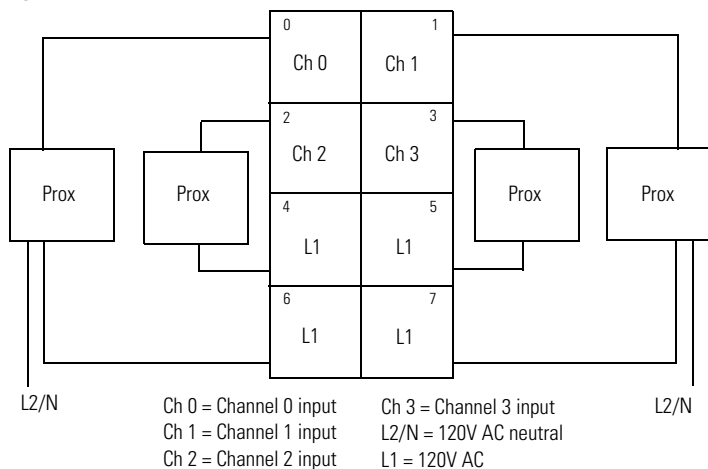 0
1
Ch 0
Ch 1
2
3
Ch 2
Ch 3
Prox
Prox
Prox
Prox
4
5
L1
L1
6
7
L1
L1
L2/N
L2/N
Ch 0 = Channel 0 input
Ch 3 = Channel 3 input
Ch 1 = Channel 1 input
L2/N = 120V AC neutral
Ch 2 = Channel 2 input
L1 = 120V AC